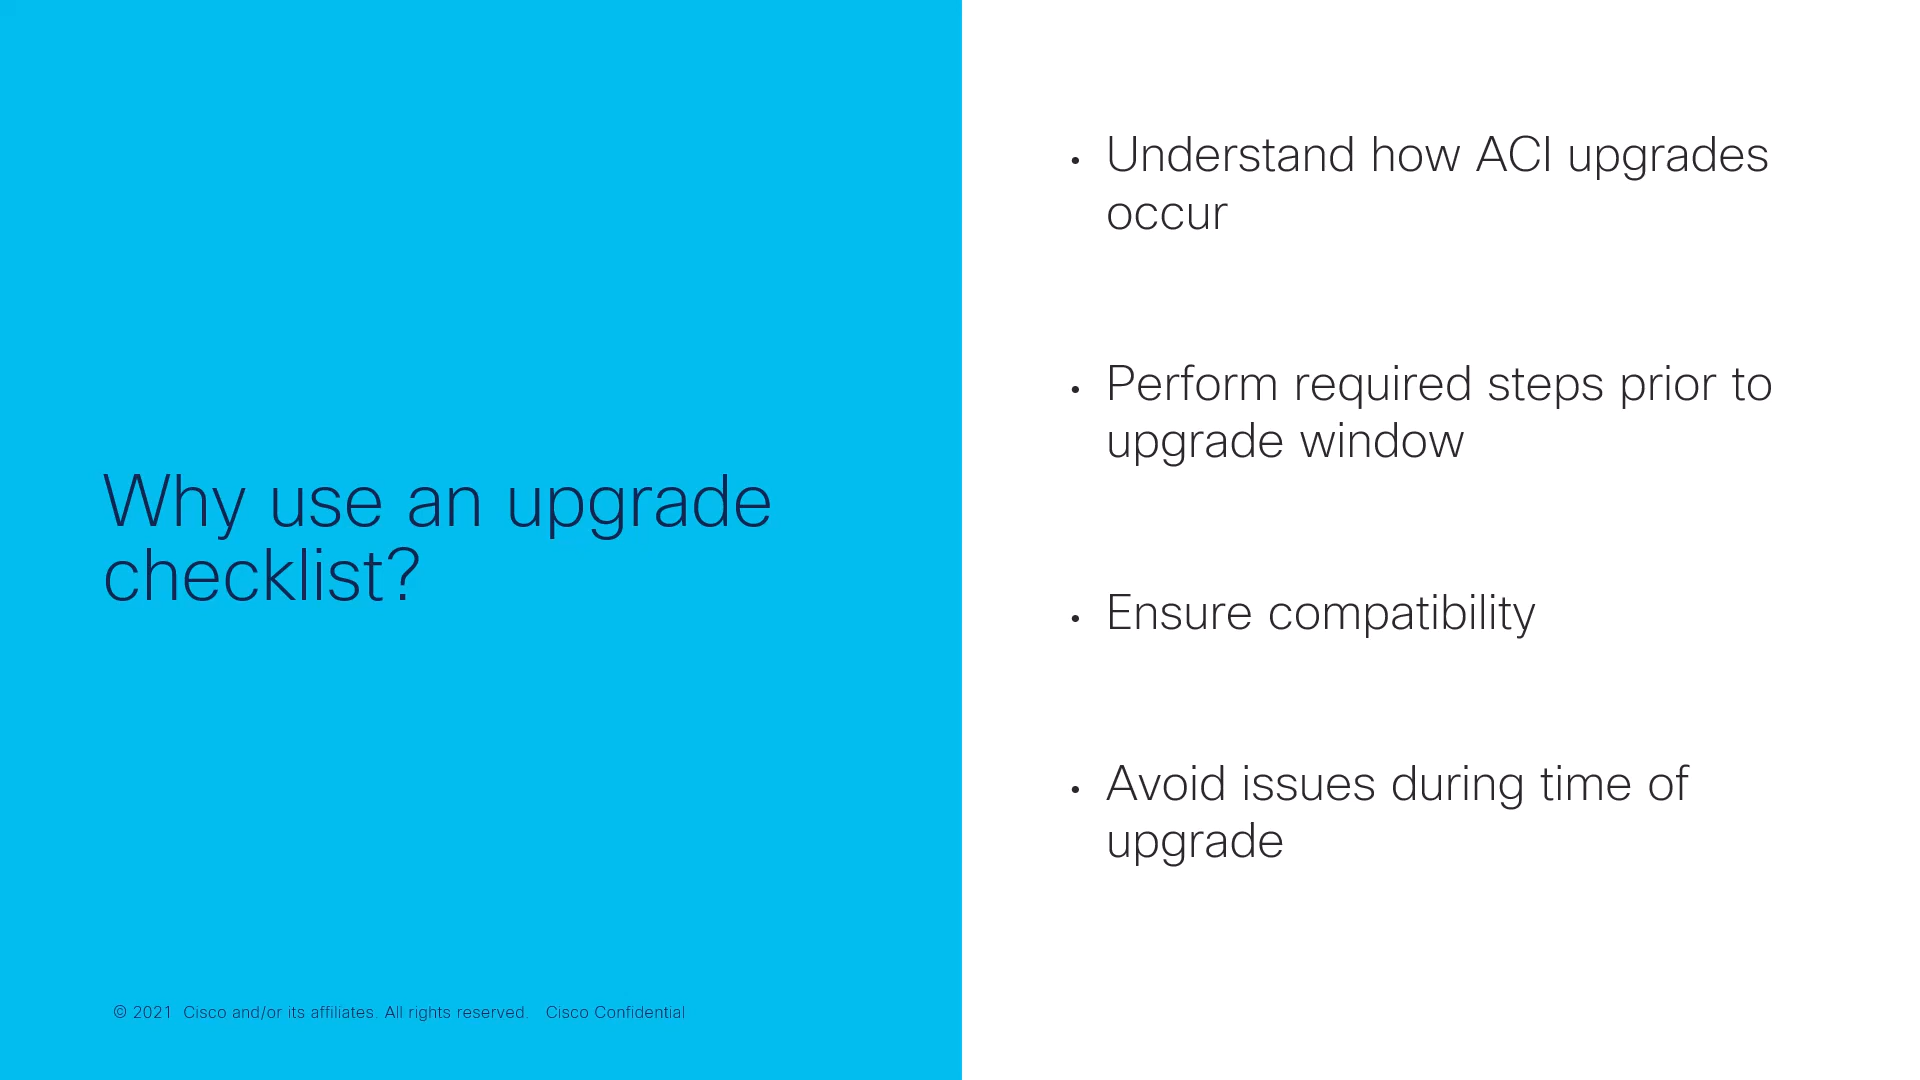 Why use an upgrade
checklist?
• Understand how ACI upgrades
occur
• Perform required steps prior to
upgrade window
• Ensure compatibility
• Avoid issues during time of
upgrade
© 2021 Cisco and/or its affiliates. All rights reserved. Cisco Confidential